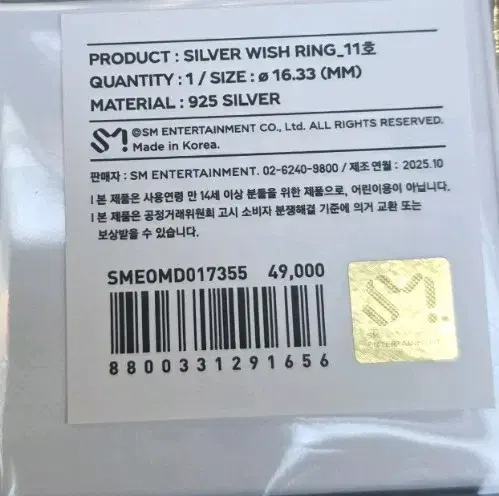 PRODUCT : SILVER WISH RING_11호
QUANTITY : 1 / SIZE : ø 16.33 (MM)
MATERIAL : 925 SILVER
SM ©SM ENTERTAINMENT CO., Ltd. ALL RIGHTS RESERVED.
Made in Korea.
판매자 : SM ENTERTAINMENT. 02-6240-9800 / 제조 연월 : 2025.10
l 본 제품은 사용연령 만 14세 이상 분들을 위한 제품으로, 어린이용이 아닙니다.
l 본 제품은 공정거래위원회 고시 소비자 분쟁해결 기준에 의거 교환 또는
보상받을 수 있습니다.
SMEOMD017355 49,000
8800331291656
SM
ENTERTAINMENT